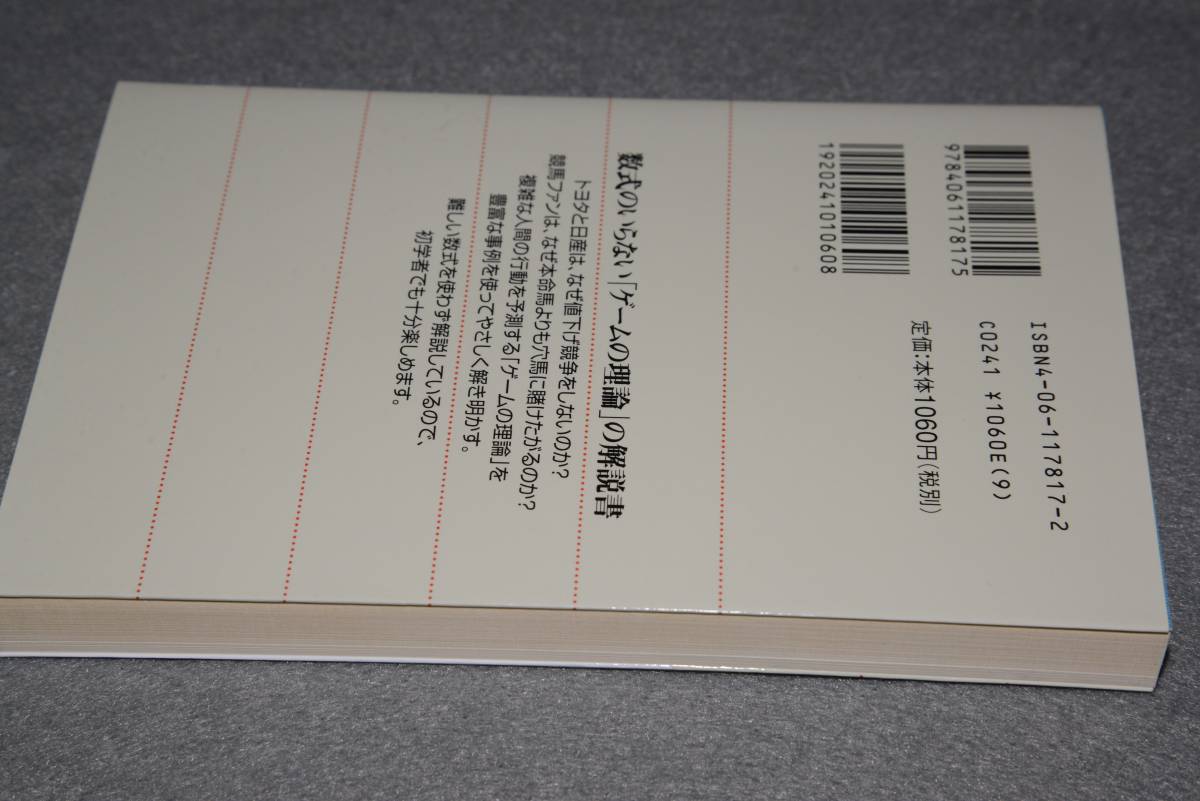 9784061178175
1920241010608
ISBN4-06-117817-2
C0241 ¥1060E(9)
定価:本体1060円(税別)
数式のいらない「ゲームの理論」の解説書
トヨタと日産は、なぜ値下げ競争をしないのか?
競馬ファンは、なぜ本命馬よりも穴馬に賭けたがるのか?
複雑な人間の行動を予測する「ゲームの理論」を
豊富な事例を使ってやさしく解き明かす。
難しい数式を使わず解説しているので、
初学者でも十分楽しめます。